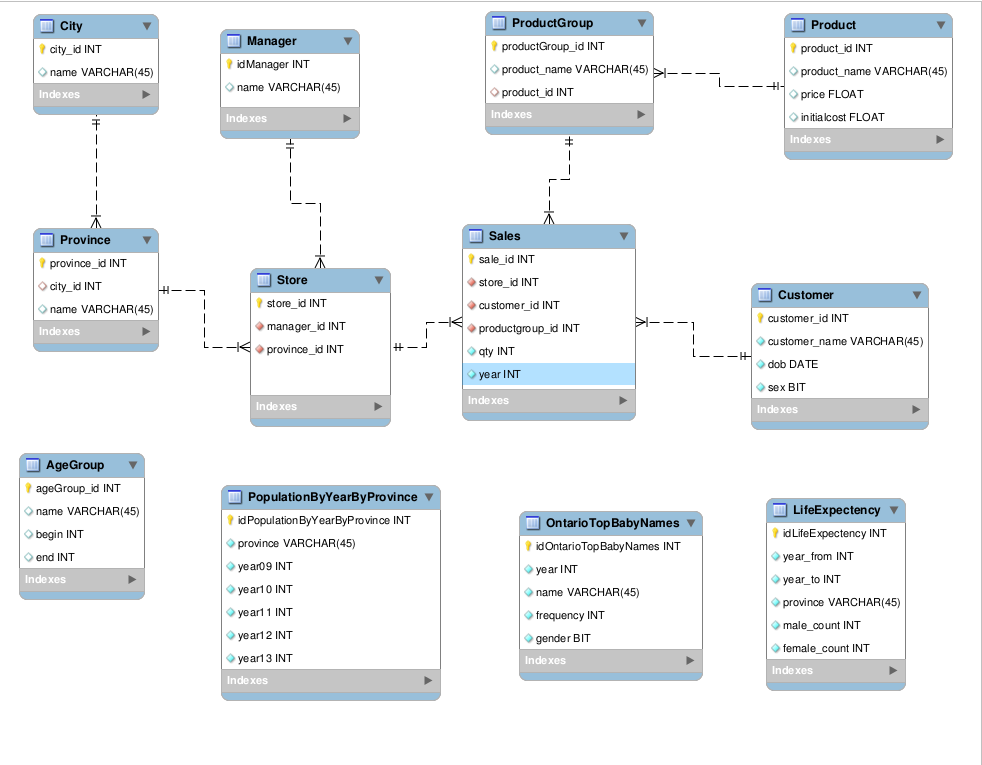 City
city_id INT
name VARCHAR(45)
Indexes
Manager
idManager INT
name VARCHAR(45)
Indexes
ProductGroup
productGroup_id INT
product_name VARCHAR(45)
product_id INT
Indexes
Product
product_id INT
product_name VARCHAR(45)
price FLOAT
initialcost FLOAT
Indexes
Province
province_id INT
city_id INT
name VARCHAR(45)
Indexes
Store
store_id INT
manager_id INT
province_id INT
Indexes
Sales
sale_id INT
store_id INT
customer_id INT
productgroup_id INT
qty INT
year INT
Indexes
Customer
customer_id INT
customer_name VARCHAR(45)
dob DATE
sex BIT
Indexes
AgeGroup
ageGroup_id INT
name VARCHAR(45)
begin INT
end INT
Indexes
PopulationByYearByProvince
idPopulationByYearByProvince INT
province VARCHAR(45)
year09 INT
year10 INT
year11 INT
year12 INT
year13 INT
Indexes
OntarioTopBabyNames
idOntarioTopBabyNames INT
year INT
name VARCHAR(45)
frequency INT
gender BIT
Indexes
LifeExpectency
idLifeExpectency INT
year_from INT
year_to INT
province VARCHAR(45)
male_count INT
female_count INT
Indexes